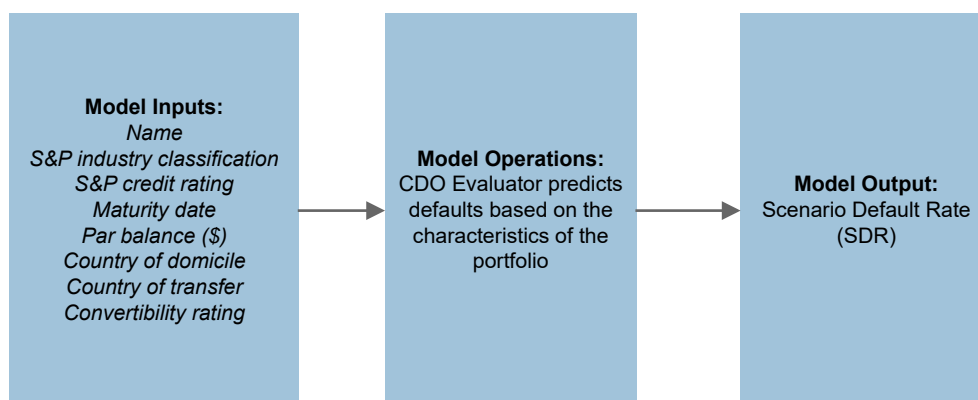 Model Inputs:
Name
S&P industry classification
S&P credit rating
Maturity date
Par balance ($)
Country of domicile
Country of transfer
Convertibility rating
Model Operations:
CDO Evaluator predicts
defaults based on the
characteristics of the
portfolio
Model Output:
Scenario Default Rate
(SDR)